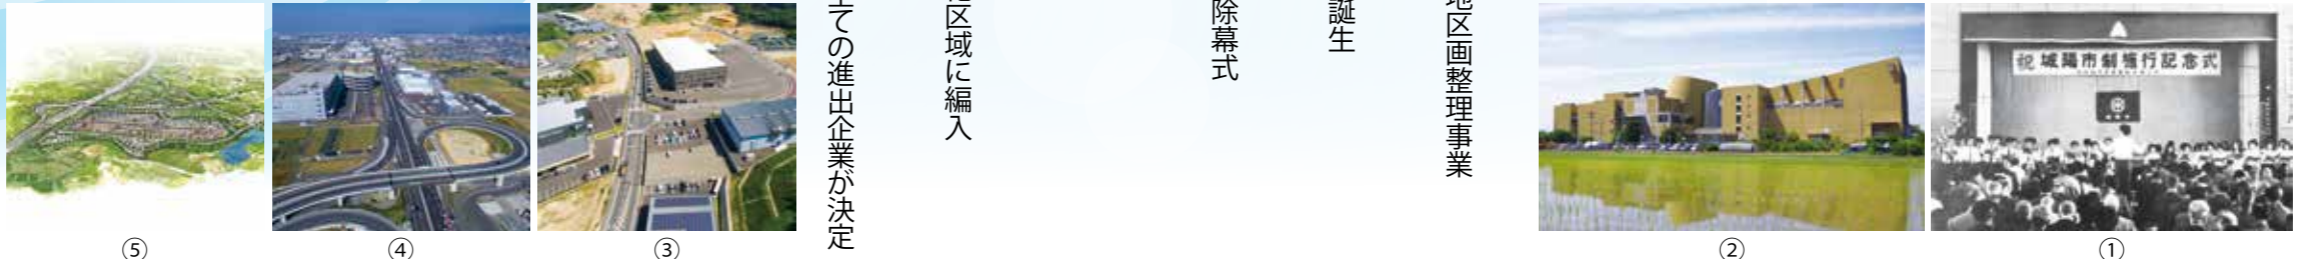 地区画整理事業
誕生
除幕式
区域に編入
ての進出企業が決定
祝 城陽市制施行記念式
①
②
③
④
⑤